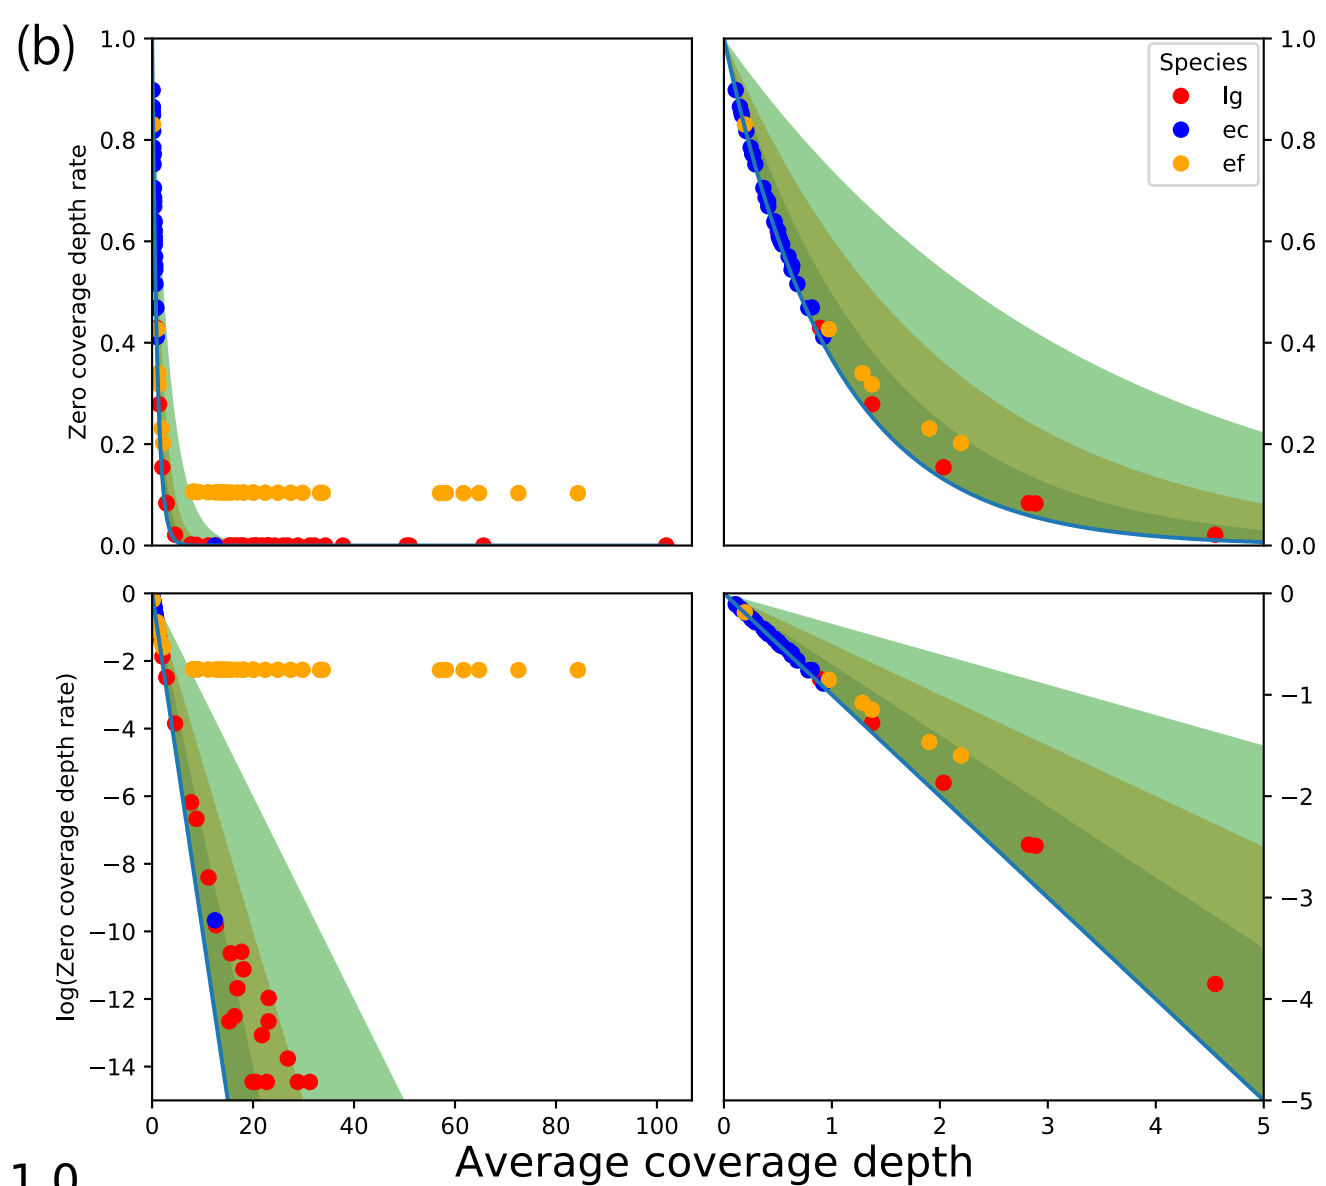 (b)
1.0
0.8
0.6
0.4
0.2
0.0
Zero coverage depth rate
Species
lg
ec
ef
1.0
0.8
0.6
0.4
0.2
0.0
0
−2
−4
−6
−8
−10
−12
−14
log(Zero coverage depth rate)
0
−1
−2
−3
−4
−5
0 20 40 60 80 100
0 1 2 3 4 5
Average coverage depth
1.0